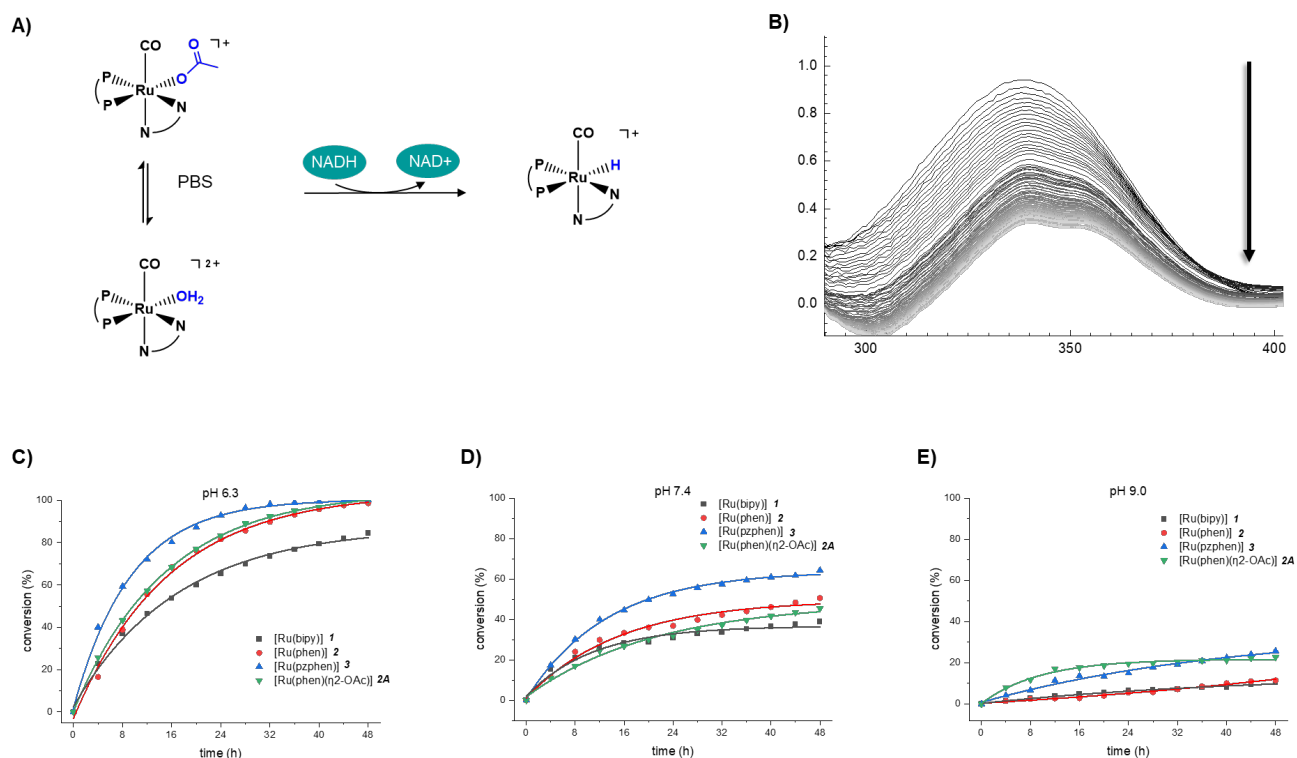 A)
CO
O
O
P
P
Ru
N
N
⌝+
PBS
CO
⌝2+
P
P
Ru
OH2
N
N
NADH
NAD+
CO
⌝+
P
P
Ru
H
N
N
B)
1.0
0.8
0.6
0.4
0.2
0.0
300
350
400
C)
pH 6.3
100
80
60
40
20
0
conversion (%)
[Ru(bipy)] 1
[Ru(phen)] 2
[Ru(pzphen)] 3
[Ru(phen)(η2-OAc)] 2A
0 8 16 24 32 40 48
time (h)
D)
pH 7.4
100
80
60
40
20
0
conversion (%)
[Ru(bipy)] 1
[Ru(phen)] 2
[Ru(pzphen)] 3
[Ru(phen)(η2-OAc)] 2A
0 8 16 24 32 40 48
time (h)
E)
pH 9.0
100
80
60
40
20
0
conversion (%)
[Ru(bipy)] 1
[Ru(phen)] 2
[Ru(pzphen)] 3
[Ru(phen)(η2-OAc)] 2A
0 8 16 24 32 40 48
time (h)